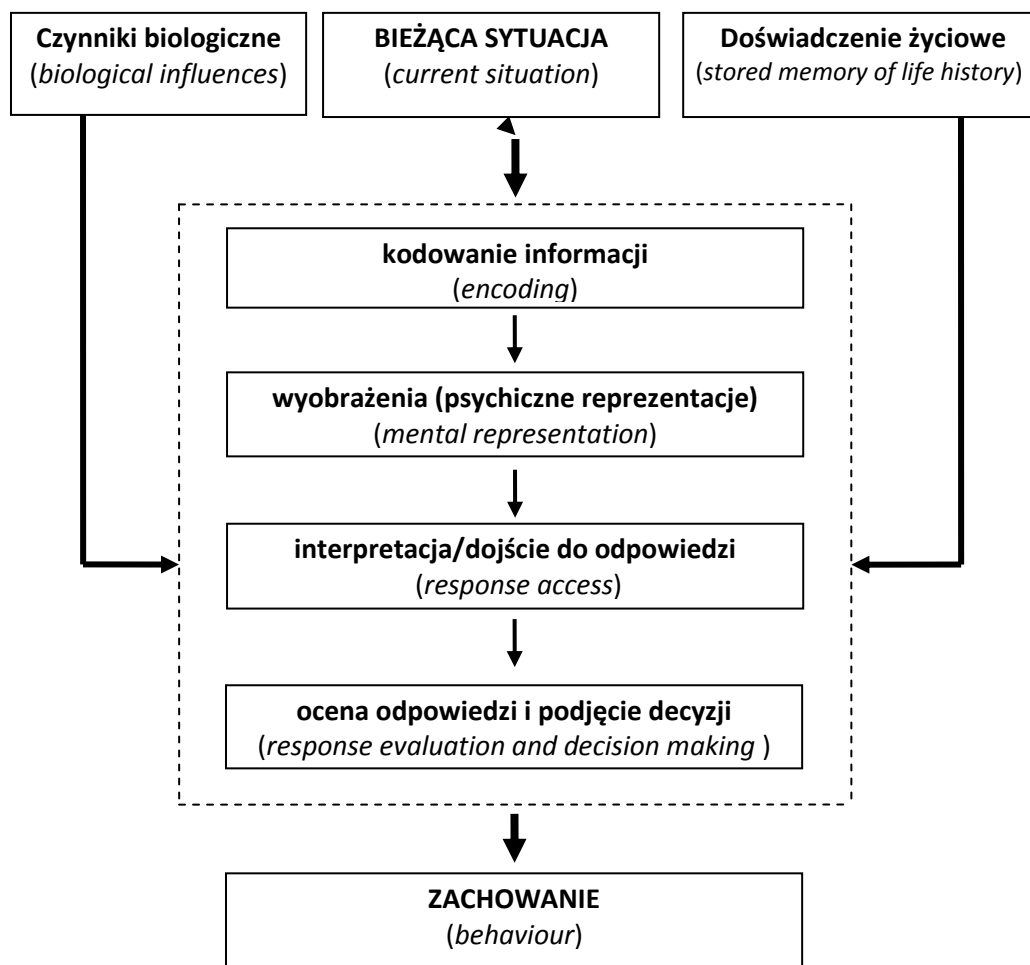 Czynniki biologiczne
(biological influences)
BIEŻĄCA SYTUACJA
(current situation)
Doświadczenie życiowe
(stored memory of life history)
kodowanie informacji
(encoding)
wyobrażenia (psychiczne reprezentacje)
(mental representation)
interpretacja/dojście do odpowiedzi
(response access)
ocena odpowiedzi i podjęcie decyzji
(response evaluation and decision making )
ZACHOWANIE
(behaviour)